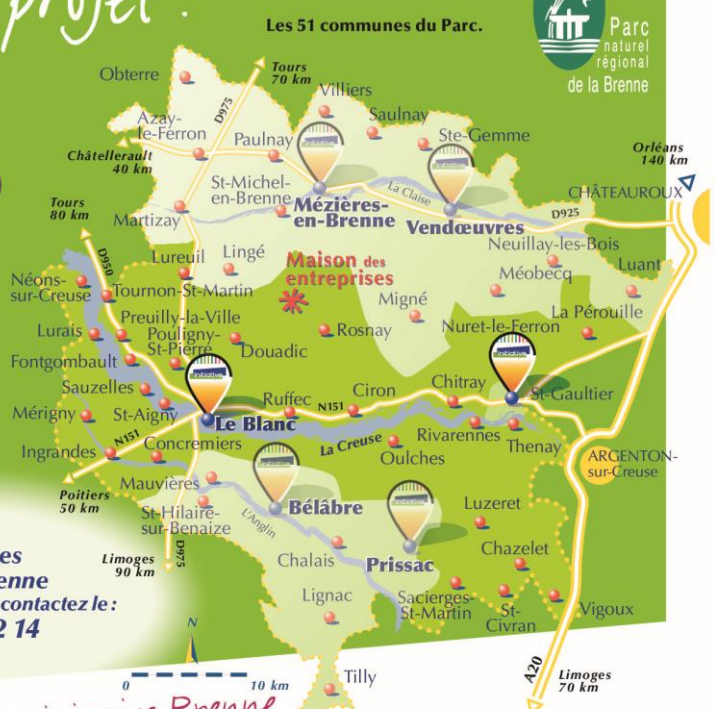 projet !
Les 51 communes du Parc.
Parc
naturel
régional
de la Brenne
Obterre
Tours
70 km
D975
Villiers
Azay-
le-Ferron
Saulnay
Paulnay
Ste-Gemme
Châtellerault
40 km
Orléans
140 km
St-Michel-
en-Brenne
La Claise
CHÂTEAUROUX
Tours
80 km
Mézières-
en-Brenne
Martizay
Vendœuvres
D925
Neuillay-les-Bois
D950
Lureuil
Lingé
Maison des
entreprises
Méobecq
Luant
Néons-
sur-Creuse
Tournon-St-Martin
Migné
La Pérouille
Preuilly-la-Ville
Lurais
Pouligny-
St-Pierre
Rosnay
Nuret-le-Ferron
Douadic
Fontgombault
initiative
initiative
Sauzelles
Chitray
St-Gaultier
Ciron
Ruffec
N151
Mérigny
St-Aigny
Le Blanc
Rivarennes
Thenay
N151
La Creuse
Oulches
Ingrandes
Concremiers
ARGENTON-
sur-Creuse
Poitiers
50 km
Mauvières
Bélâbre
St-Hilaire-
sur-Benaize
L'Anglin
Luzeret
D975
Limoges
90 km
Chalais
Prissac
Chazelet
es
enne
contactez le :
2 14
Lignac
Sacierges-
St-Martin
St-
Civran
Vigoux
N
A20
Limoges
70 km
0
10 km
Tilly
Brenne